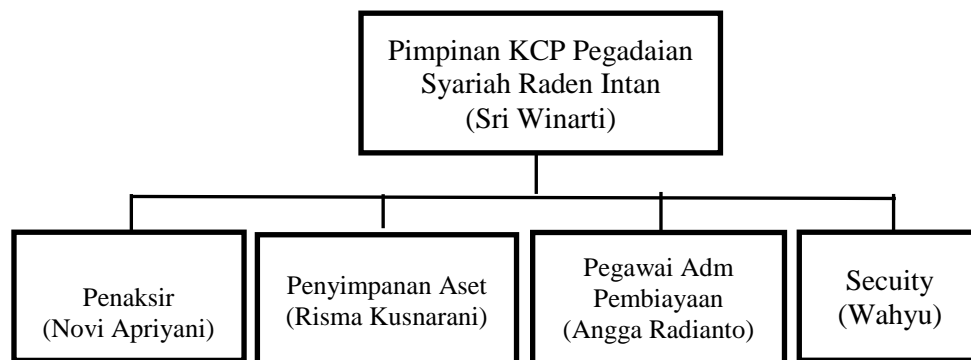 Pimpinan KCP Pegadaian
Syariah Raden Intan
(Sri Winarti)
Penaksir
(Novi Apriyani)
Penyimpanan Aset
(Risma Kusnarani)
Pegawai Adm
Pembiayaan
(Angga Radianto)
Secuity
(Wahyu)